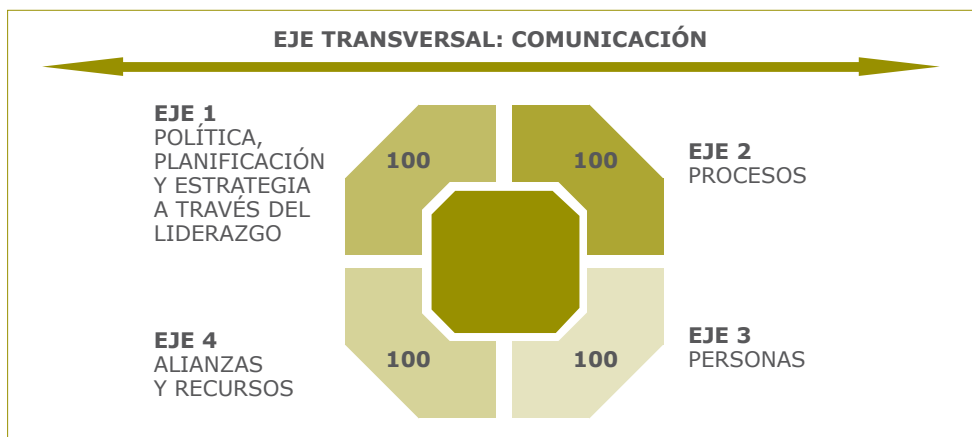 EJE TRANSVERSAL: COMUNICACIÓN
EJE 1
POLÍTICA,
PLANIFICACIÓN
Y ESTRATEGIA
A TRAVÉS DEL
LIDERAZGO
100
100
EJE 2
PROCESOS
EJE 4
ALIANZAS
Y RECURSOS
100
100
EJE 3
PERSONAS